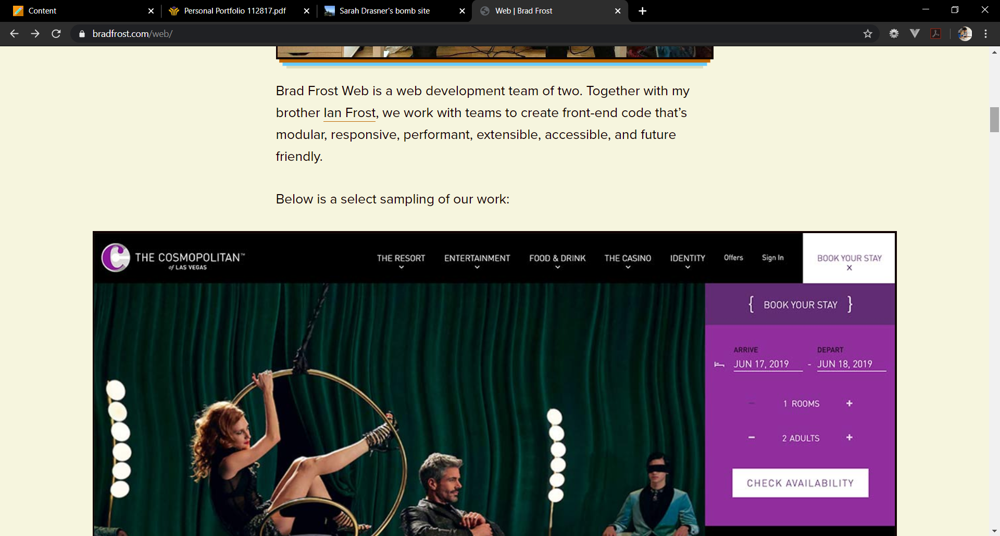 Content
Personal Portfolio 112817.pdf
Sarah Drasner's bomb site
Web | Brad Frost
bradfrost.com/web/
Brad Frost Web is a web development team of two. Together with my
brother Ian Frost, we work with teams to create front-end code that’s
modular, responsive, performant, extensible, accessible, and future
friendly.
Below is a select sampling of our work:
THE COSMOPOLITAN™
of LAS VEGAS
THE RESORT ENTERTAINMENT FOOD & DRINK THE CASINO IDENTITY Offers Sign In BOOK YOUR STAY
{ BOOK YOUR STAY }
ARRIVE DEPART
JUN 17, 2019 - JUN 18, 2019
- 1 ROOMS +
- 2 ADULTS +
CHECK AVAILABILITY